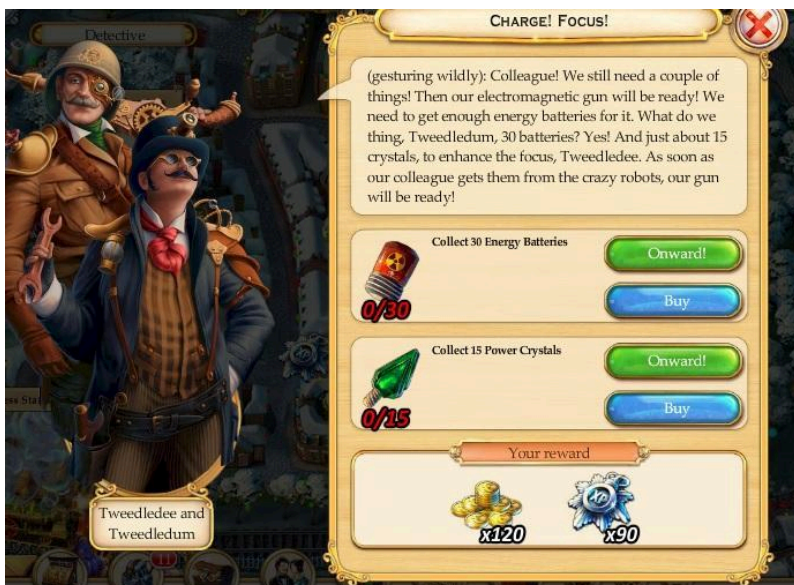 Detective
CHARGE! FOCUS!
(gesturing wildly): Colleague! We still need a couple of
things! Then our electromagnetic gun will be ready! We
need to get enough energy batteries for it. What do we
thing, Tweedledum, 30 batteries? Yes! And just about 15
crystals, to enhance the focus, Tweedledee. As soon as
our colleague gets them from the crazy robots, our gun
will be ready!
Collect 30 Energy Batteries
Onward!
0/30
Buy
Collect 15 Power Crystals
Onward!
0/15
Buy
Your reward
XP
x120
x90
Tweedledee and
Tweedledum
11